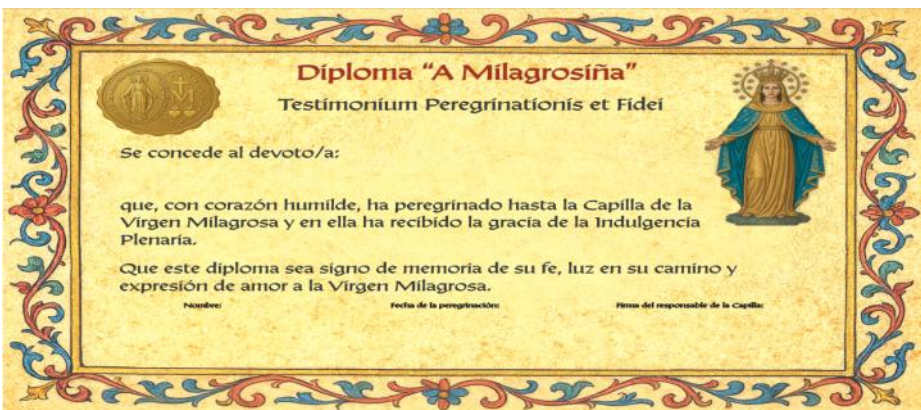 Diploma “A Milagrosiña”
Testimonium Peregrinationis et Fidei
Se concede al devoto/a:
que, con corazón humilde, ha peregrinado hasta la Capilla de la
Virgen Milagrosa y en ella ha recibido la gracia de la Indulgencia
Plenaria.
Que este diploma sea signo de memoria de su fe, luz en su camino y
expresión de amor a la Virgen Milagrosa.
Nombre: Fecha de la peregrinación: Firma del responsable de la Capilla: